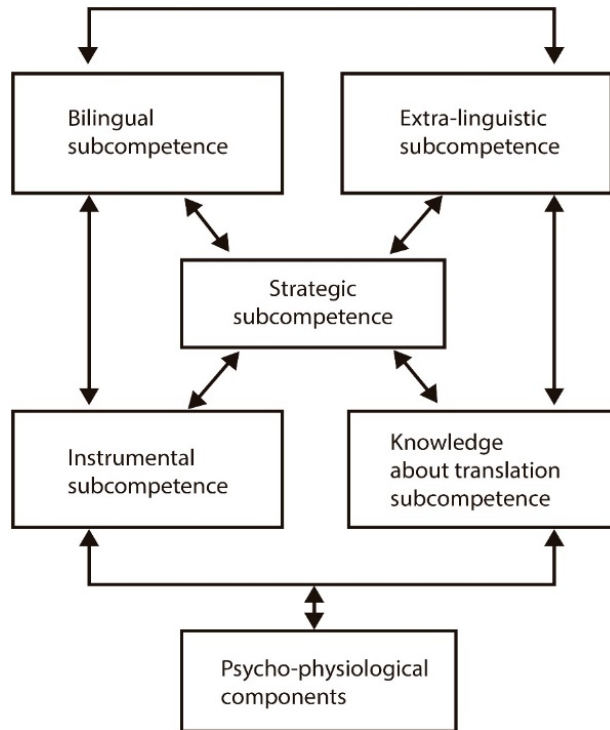 Bilingual
subcompetence
Extra-linguistic
subcompetence
Strategic
subcompetence
Instrumental
subcompetence
Knowledge
about translation
subcompetence
Psycho-physiological
components